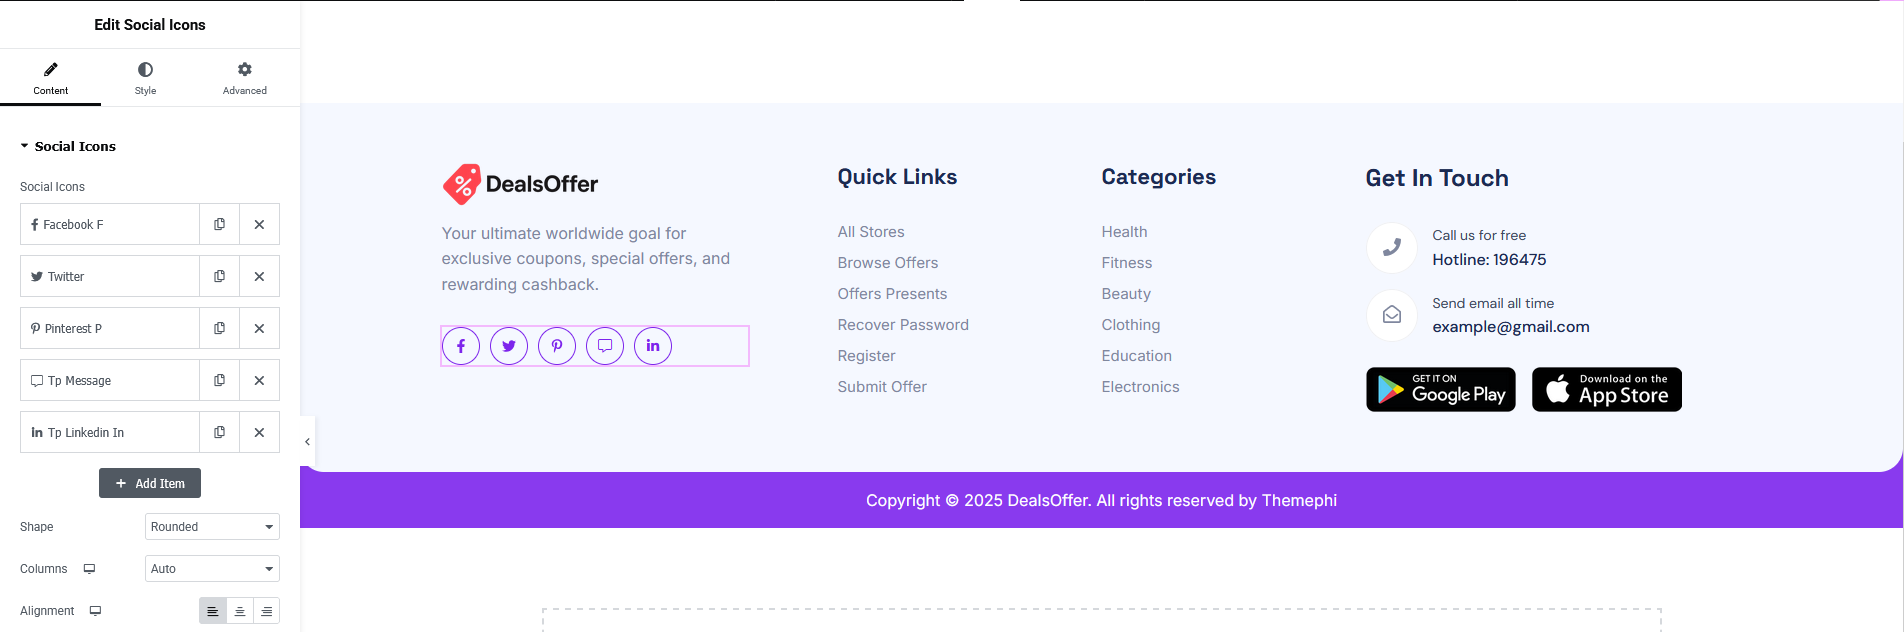 Edit Social Icons
Content
Style
Advanced
Social Icons
Social Icons
Facebook F
Twitter
Pinterest P
Tp Message
Tp Linkedin In
+ Add Item
Shape
Rounded
Columns
Auto
Alignment
DealsOffer
Your ultimate worldwide goal for
exclusive coupons, special offers, and
rewarding cashback.
Quick Links
All Stores
Browse Offers
Offers Presents
Recover Password
Register
Submit Offer
Categories
Health
Fitness
Beauty
Clothing
Education
Electronics
Get In Touch
Call us for free
Hotline: 196475
Send email all time
example@gmail.com
GET IT ON
Google Play
Download on the
App Store
Copyright © 2025 DealsOffer. All rights reserved by Themephi